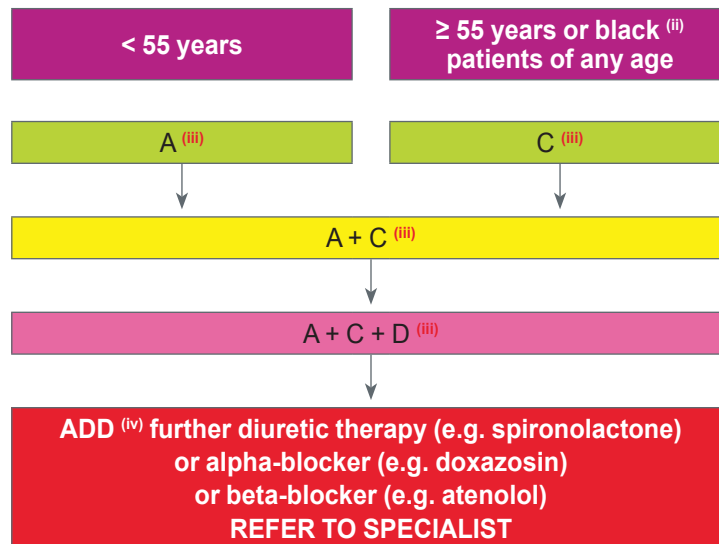 < 55 years
≥ 55 years or black (ii)
patients of any age
A (iii)
C (iii)
A + C (iii)
A + C + D (iii)
ADD (iv) further diuretic therapy (e.g. spironolactone)
or alpha-blocker (e.g. doxazosin)
or beta-blocker (e.g. atenolol)
REFER TO SPECIALIST